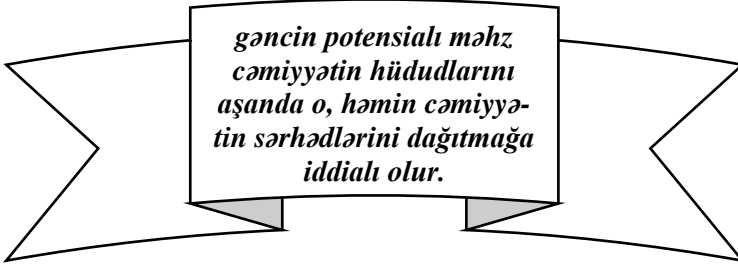 gəncin potensialı məhz
cəmiyyətin hüdudlarını
aşanda o, həmin cəmiyyə-
tin sərhədlərini dağıtmağa
iddialı olur.